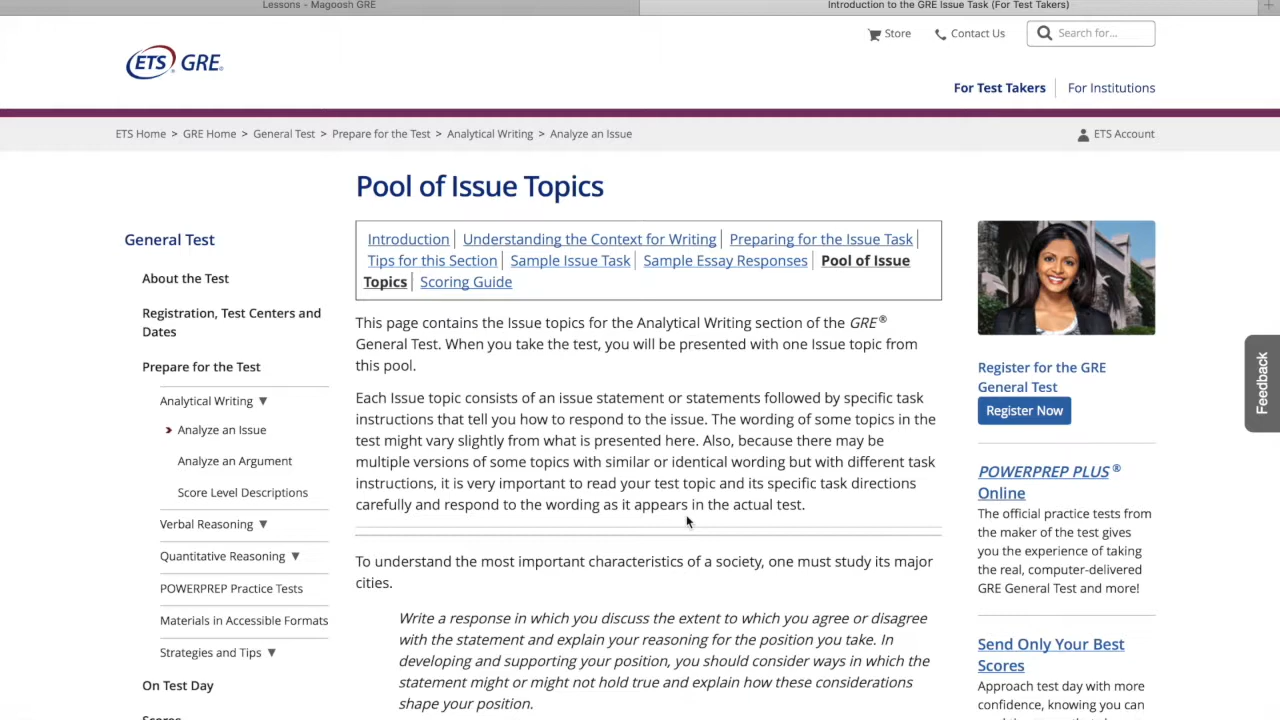 Lessons - Magoosh GRE
Introduction to the GRE Issue Task (For Test Takers)
Store
Contact Us
Search for...
ETS GRE
For Test Takers
For Institutions
ETS Home > GRE Home > General Test > Prepare for the Test > Analytical Writing > Analyze an Issue
ETS Account
Pool of Issue Topics
General Test
About the Test
Registration, Test Centers and
Dates
Prepare for the Test
Analytical Writing ▼
Analyze an Issue
Analyze an Argument
Score Level Descriptions
Verbal Reasoning ▼
Quantitative Reasoning ▼
POWERPREP Practice Tests
Materials in Accessible Formats
Strategies and Tips ▼
On Test Day
Scores
Introduction | Understanding the Context for Writing | Preparing for the Issue Task |
Tips for this Section | Sample Issue Task | Sample Essay Responses | Pool of Issue
Topics | Scoring Guide
This page contains the Issue topics for the Analytical Writing section of the GRE®
General Test. When you take the test, you will be presented with one Issue topic from
this pool.
Each Issue topic consists of an issue statement or statements followed by specific task
instructions that tell you how to respond to the issue. The wording of some topics in the
test might vary slightly from what is presented here. Also, because there may be
multiple versions of some topics with similar or identical wording but with different task
instructions, it is very important to read your test topic and its specific task directions
carefully and respond to the wording as it appears in the actual test.
To understand the most important characteristics of a society, one must study its major
cities.
Write a response in which you discuss the extent to which you agree or disagree
with the statement and explain your reasoning for the position you take. In
developing and supporting your position, you should consider ways in which the
statement might or might not hold true and explain how these considerations
shape your position.
Register for the GRE
General Test
Register Now
POWERPREP PLUS®
Online
The official practice tests from
the maker of the test gives
you the experience of taking
the real, computer-delivered
GRE General Test and more!
Send Only Your Best
Scores
Approach test day with more
confidence, knowing you can
Feedback